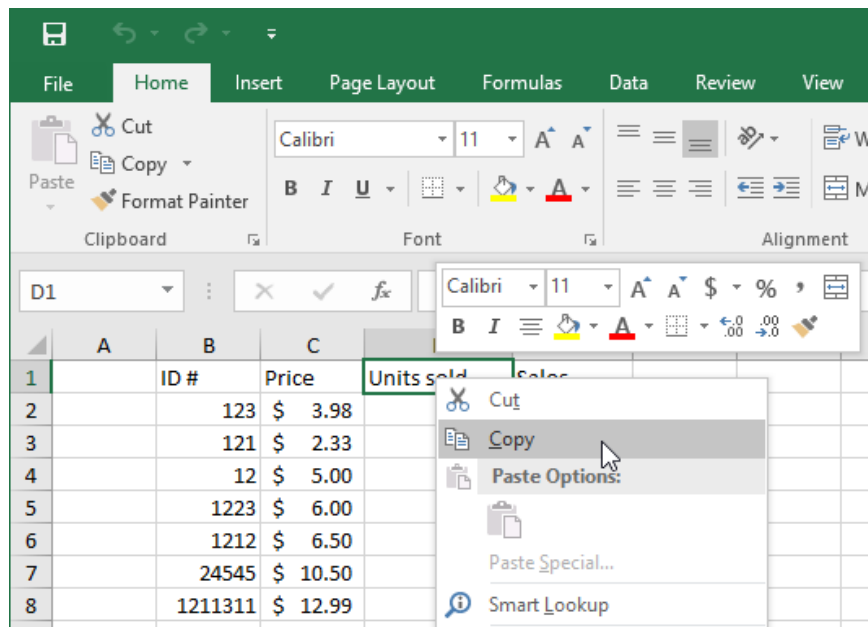 File Home Insert Page Layout Formulas Data Review View
Cut
Copy
Paste
Format Painter
Calibri 11 A A
B I U A
Clipboard Font Alignment
D1 fx
Calibri 11 A A $ % ,
B I A .00 .00
A B C
1 ID # Price Units sold Sales
2 123 $ 3.98
3 121 $ 2.33
4 12 $ 5.00
5 1223 $ 6.00
6 1212 $ 6.50
7 24545 $ 10.50
8 1211311 $ 12.99
Cut
Copy
Paste Options:
Paste Special...
Smart Lookup